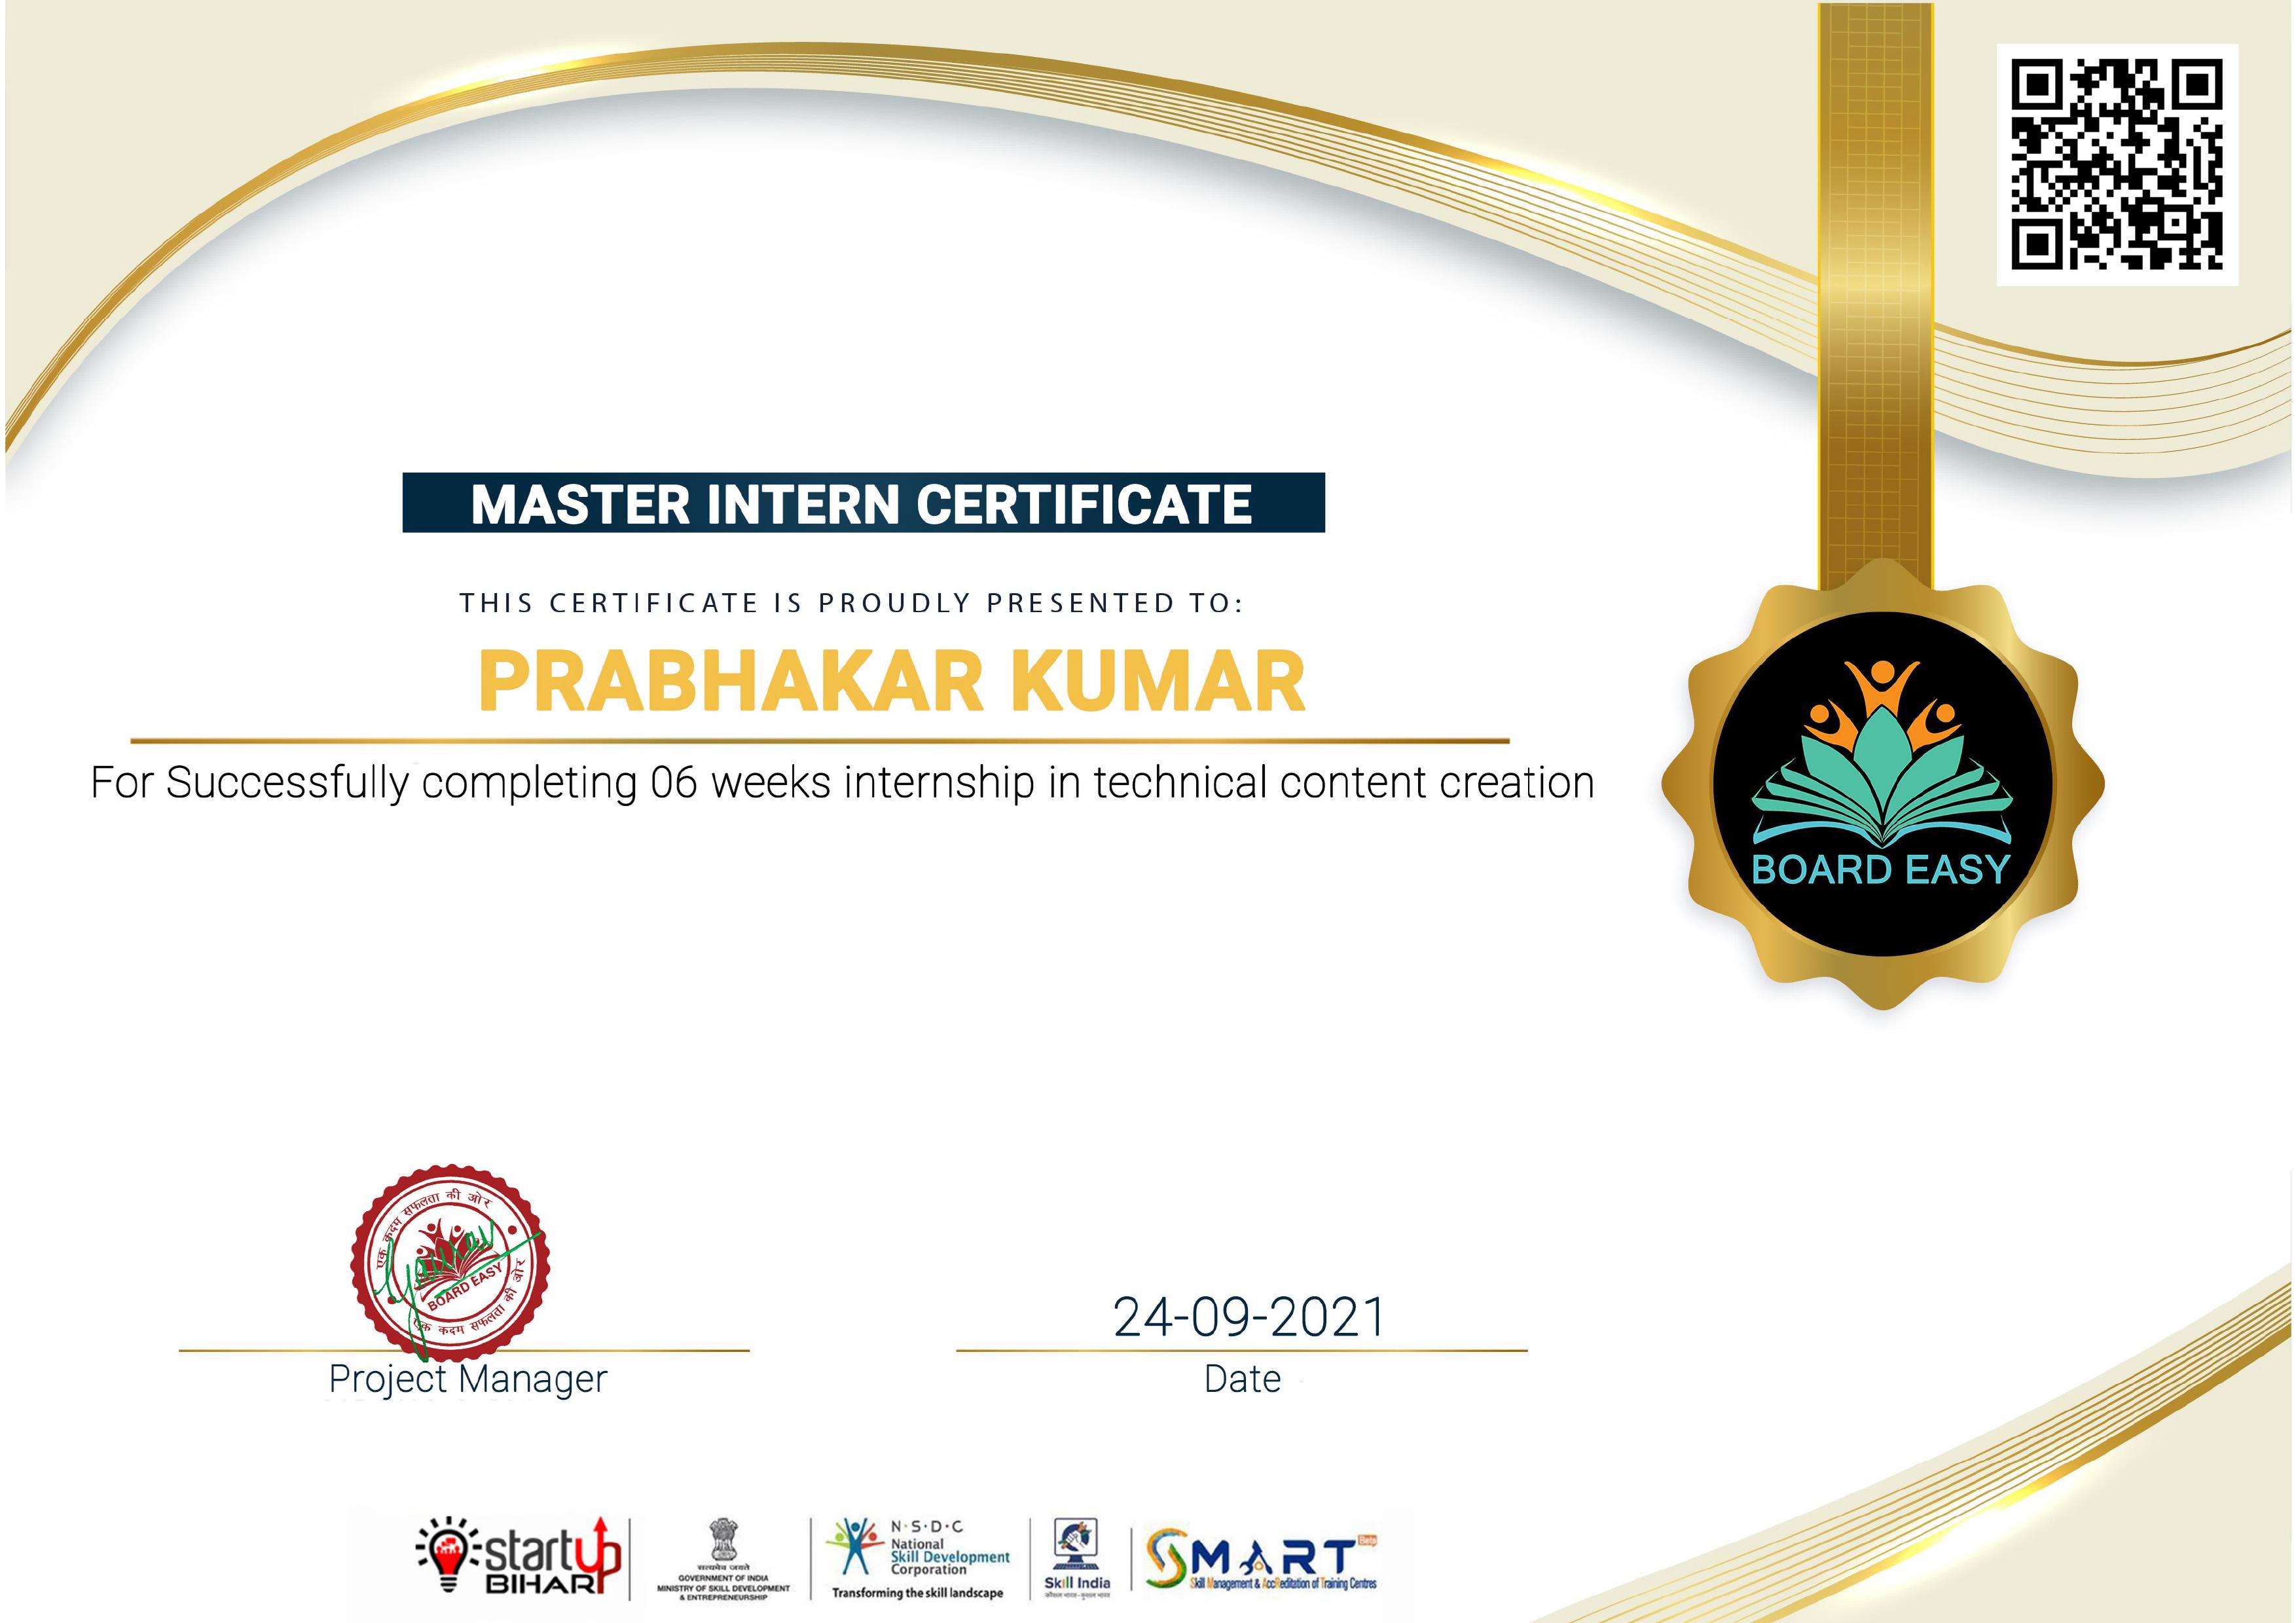 MASTER INTERN CERTIFICATE
THIS CERTIFICATE IS PROUDLY PRESENTED TO:
PRABHAKAR KUMAR
For Successfully completing 06 weeks internship in technical content creation
BOARD EASY
एक कदम सफलता की ओर
BOARD EASY
एक कदम सफलता की ओर
24-09-2021
Project Manager
Date
startup
BIHAR
सत्यमेव जयते
GOVERNMENT OF INDIA
MINISTRY OF SKILL DEVELOPMENT
& ENTREPRENEURSHIP
N·S·D·C
National
Skill Development
Corporation
Transforming the skill landscape
Skill India
कौशल भारत-कुशल भारत
SMART Beta
Skill Management & AccReditation of Training Centres